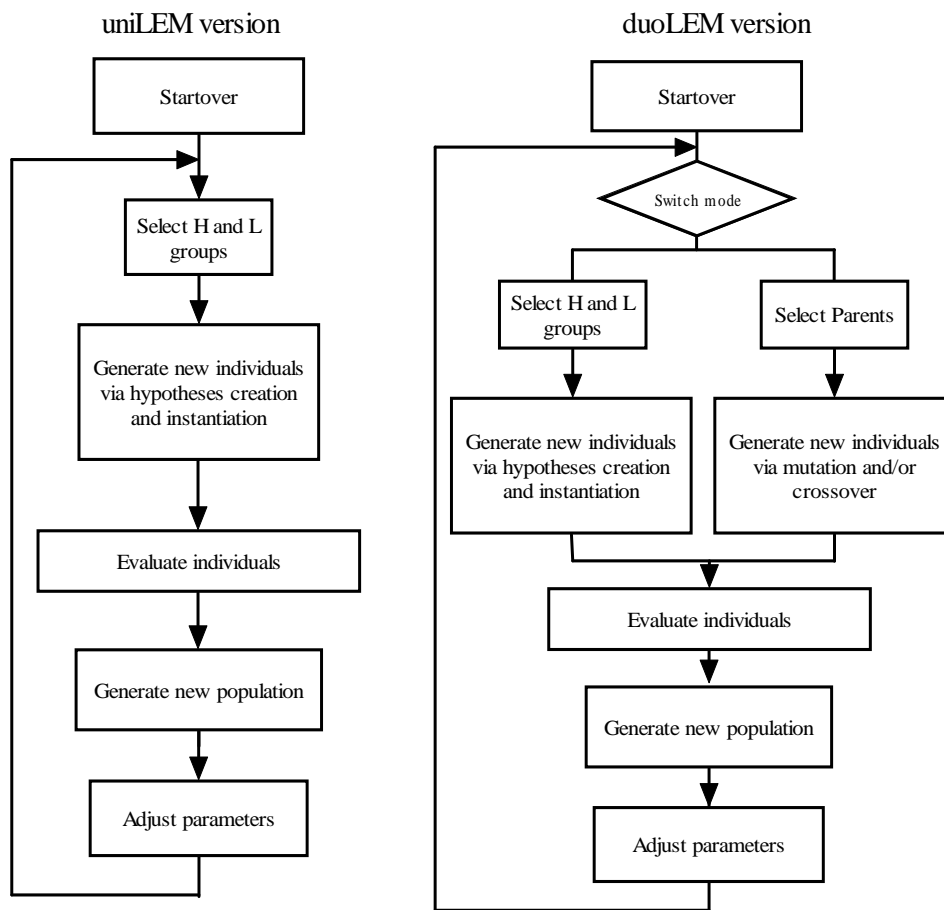 uniLEM version
Startover
Select H and L
groups
Generate new individuals
via hypotheses creation
and instantiation
Evaluate individuals
Generate new population
Adjust parameters
duoLEM version
Startover
Switch mode
Select H and L
groups
Select Parents
Generate new individuals
via hypotheses creation
and instantiation
Generate new individuals
via mutation and/or
crossover
Evaluate individuals
Generate new population
Adjust parameters